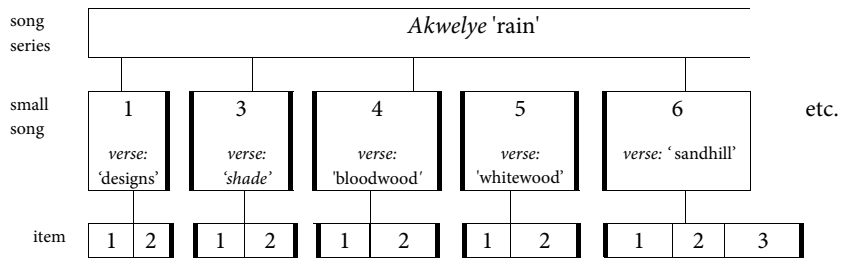 song series
Akwelye 'rain'
small song
1 3 4 5 6 etc.
verse: verse: verse: verse: verse: ‘ sandhill’
‘designs’ ‘shade’ 'bloodwood' 'whitewood’
item 1 2 1 2 1 2 1 2 1 2 3